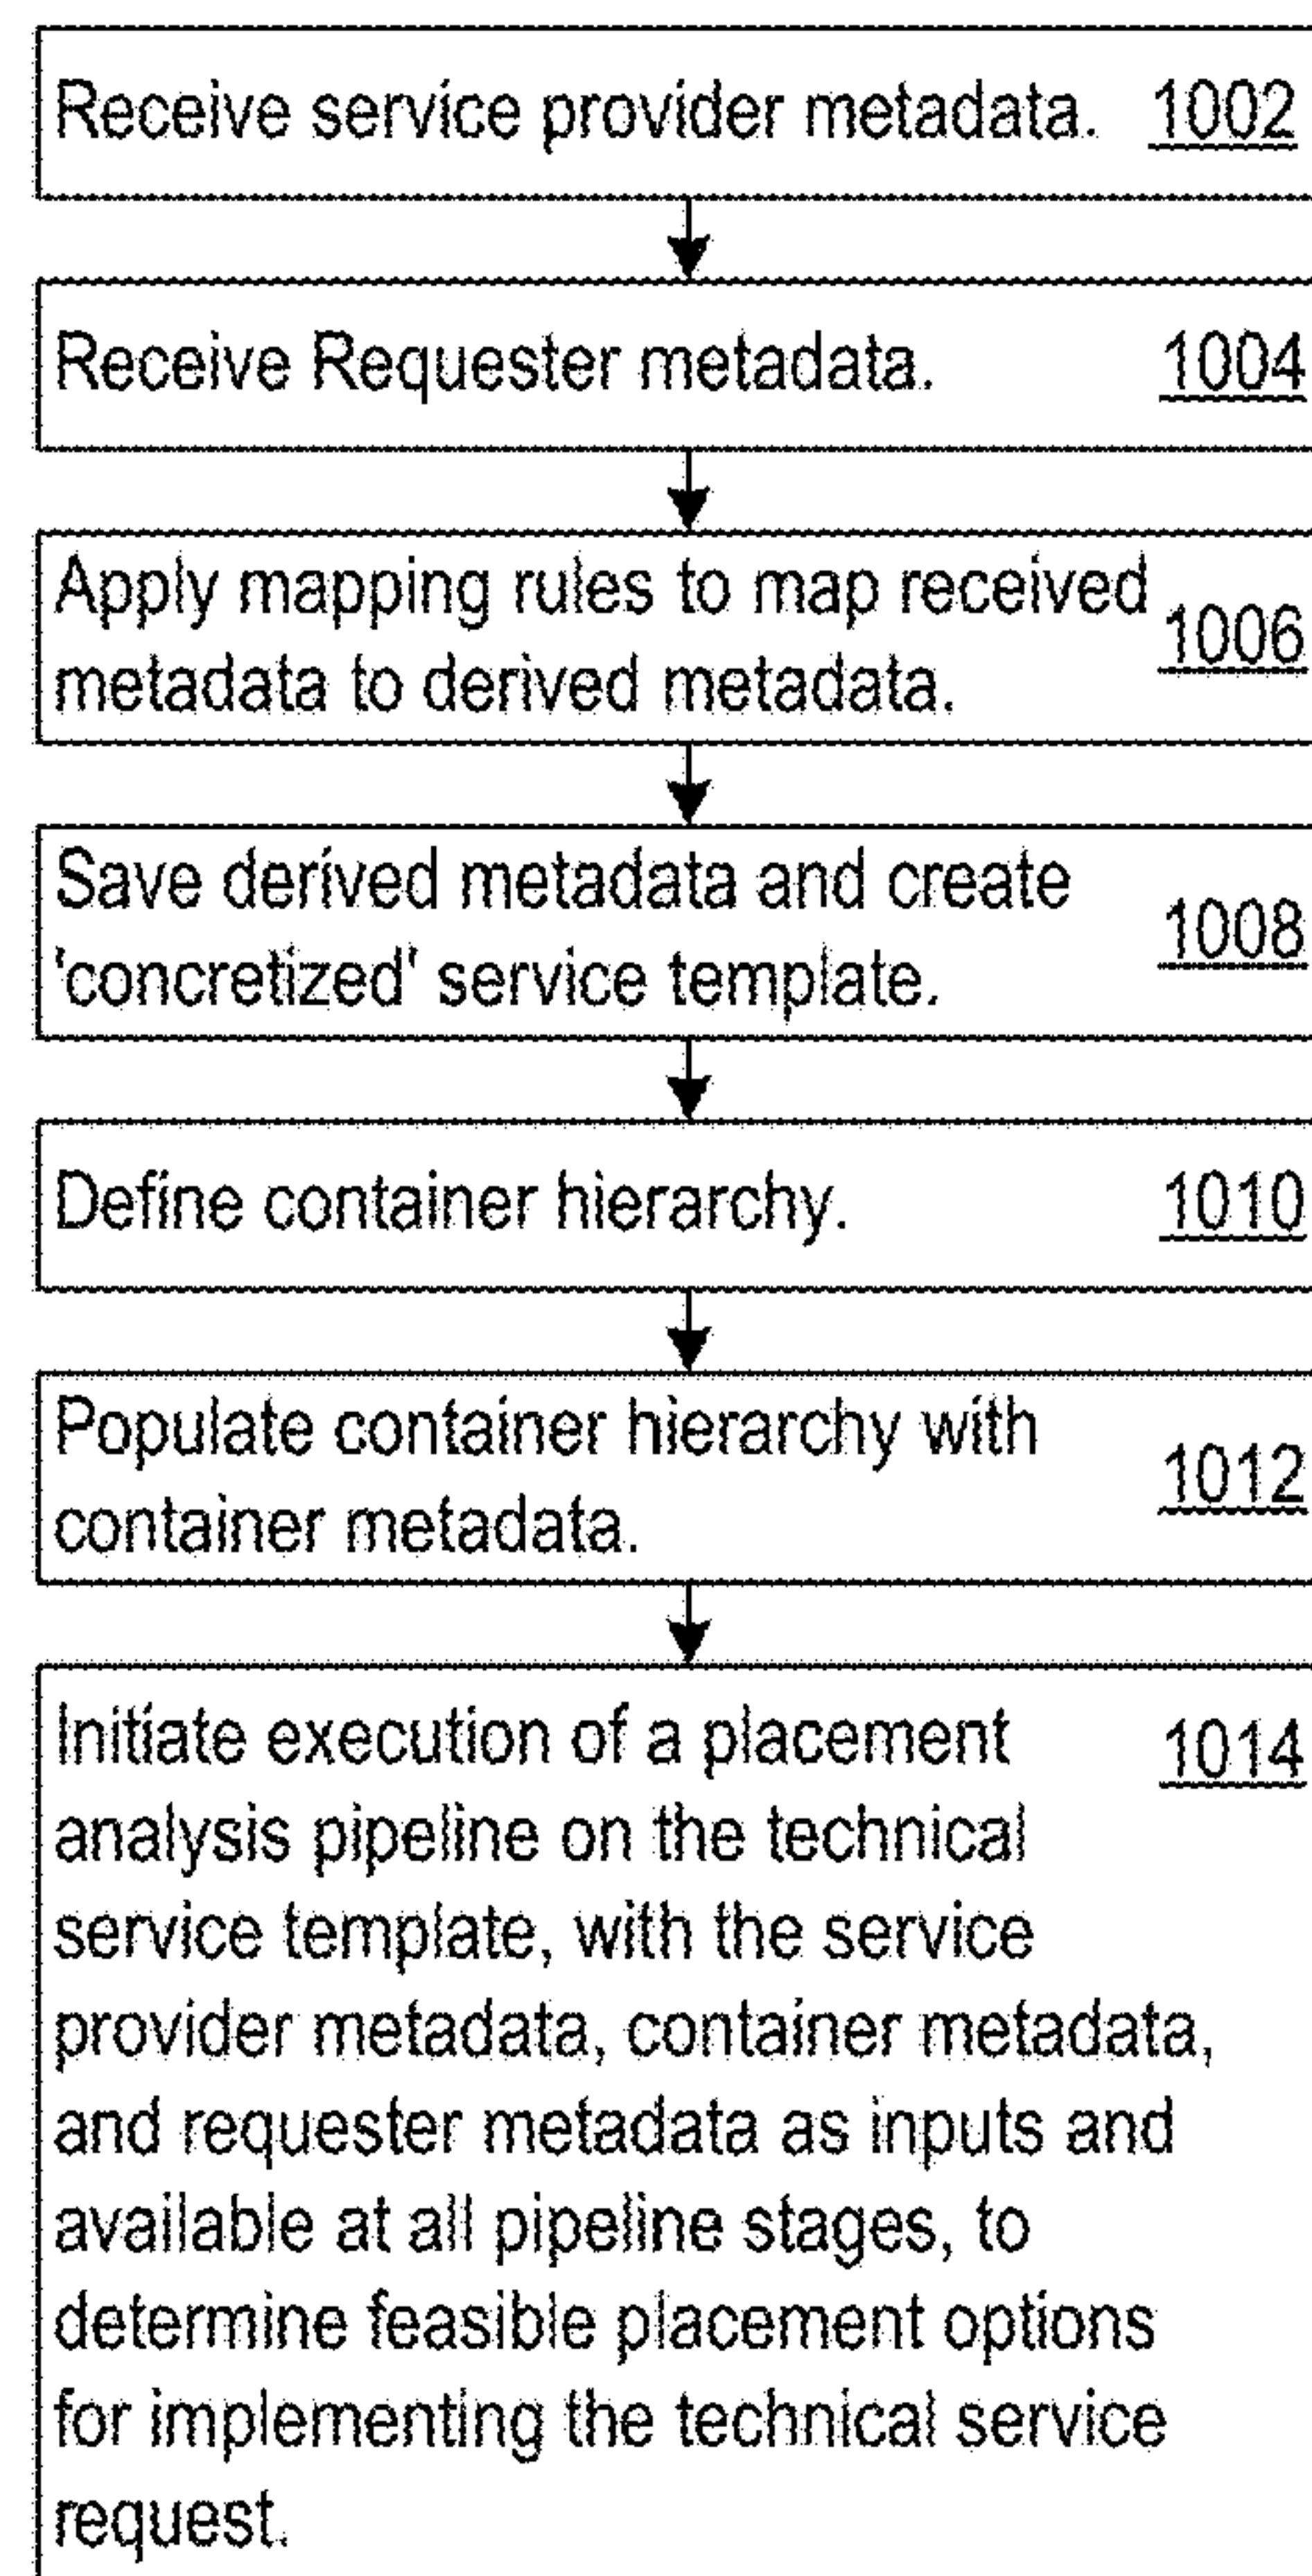 Receive service provider metadata. 1002
Receive Requester metadata. 1004
Apply mapping rules to map received
metadata to derived metadata. 1006
Save derived metadata and create
'concretized' service template. 1008
Define container hierarchy. 1010
Populate container hierarchy with
container metadata. 1012
Initiate execution of a placement 1014
analysis pipeline on the technical
service template, with the service
provider metadata, container metadata,
and requester metadata as inputs and
available at all pipeline stages, to
determine feasible placement options
for implementing the technical service
request.